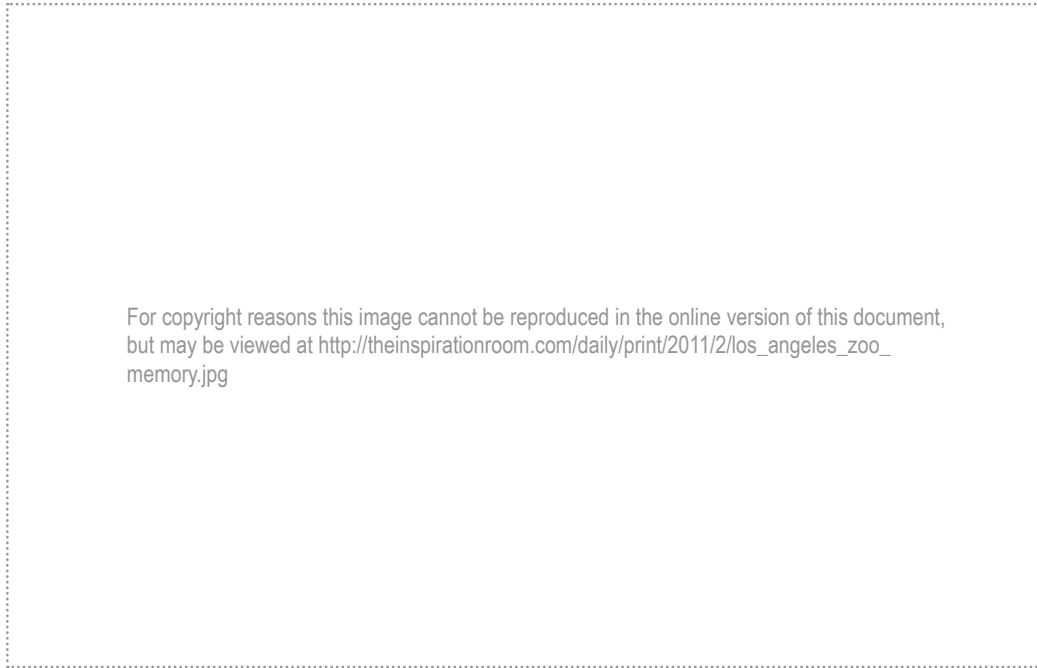 For copyright reasons this image cannot be reproduced in the online version of this document,
but may be viewed at http://theinspirationroom.com/daily/print/2011/2/los_angeles_zoo_
memory.jpg